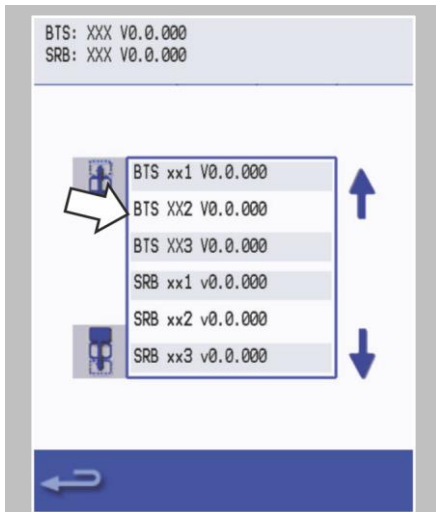 BTS: XXX V0.0.000
SRB: XXX V0.0.000
BTS xx1 V0.0.000
BTS XX2 V0.0.000
BTS XX3 V0.0.000
SRB xx1 v0.0.000
SRB xx2 v0.0.000
SRB xx3 v0.0.000